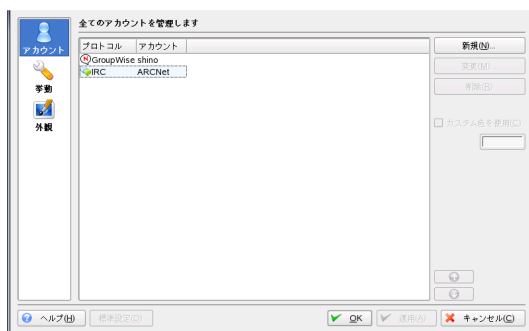 全てのアカウントを管理します
アカウント
挙動
外観
プロトコル アカウント
GroupWise shino
IRC ARCNet
新規(N)...
変更(M)...
削除(R)
カスタム色を使用(C)
ヘルプ(H)
標準設定(D)
OK
適用(A)
キャンセル(C)